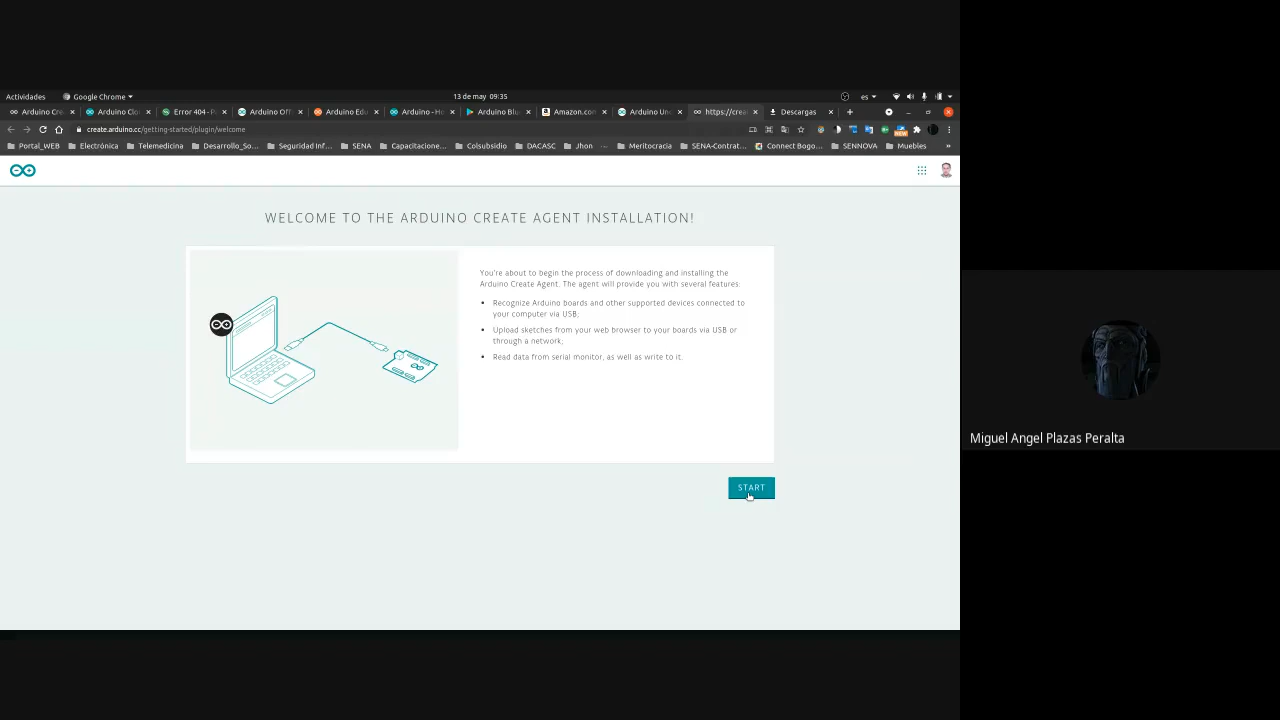 Actividades
Google Chrome
13 de may 09:35
es
Arduino Cre
Arduino Clo
Error 404 - P
Arduino Off
Arduino Edu
Arduino - Ho
Arduino Blu
Amazon.com
Arduino Uno
https://crea
Descargas
create.arduino.cc/getting-started/plugin/welcome
NEW
Portal_WEB
Electrónica
Telemedicina
Desarrollo_So...
Seguridad Inf...
SENA
Capacitacione...
Colsubsidio
DACASC
Jhon
Meritocracia
SENA-Contrat...
Connect Bogo...
SENNOVA
Muebles
»
WELCOME TO THE ARDUINO CREATE AGENT INSTALLATION!
You're about to begin the process of downloading and installing the
Arduino Create Agent. The agent will provide you with several features:
Recognize Arduino boards and other supported devices connected to
your computer via USB;
Upload sketches from your web browser to your boards via USB or
through a network;
Read data from serial monitor, as well as write to it.
START
Miguel Angel Plazas Peralta